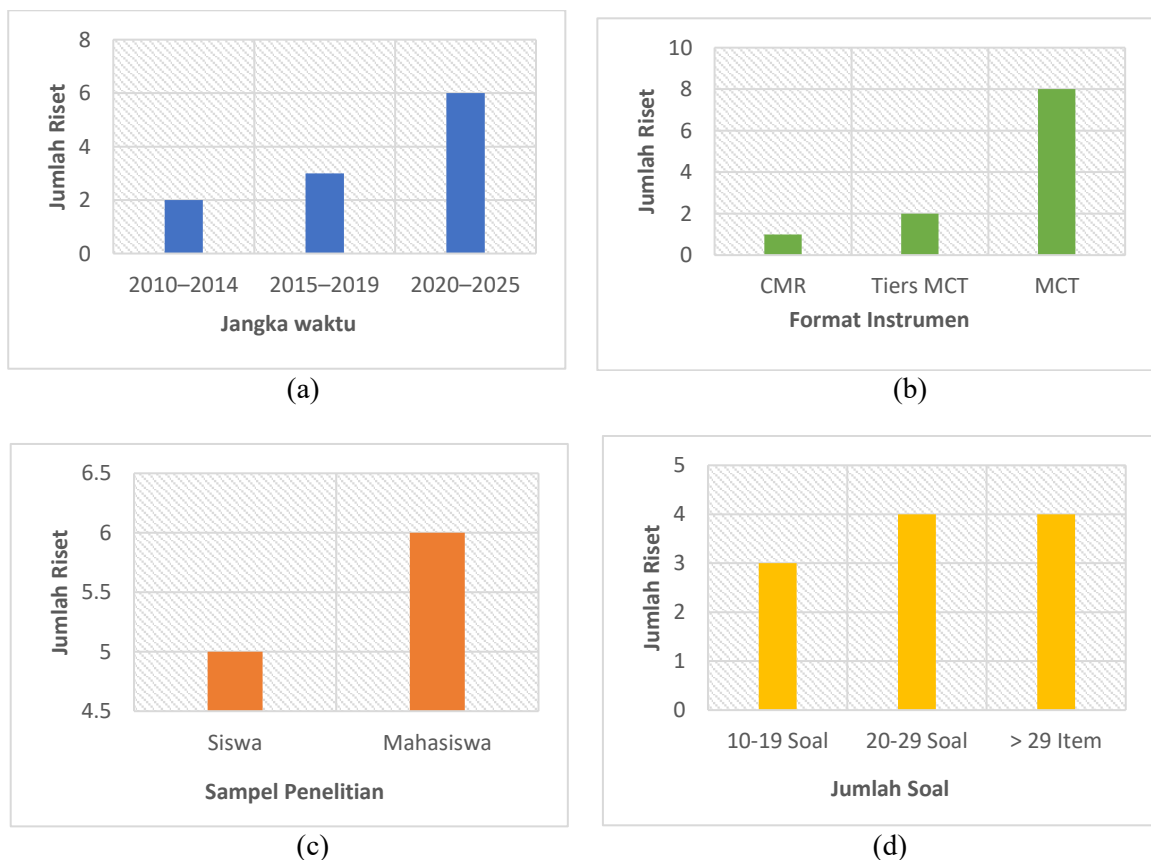 8
6
4
2
0
Jumlah Riset
2010–2014 2015–2019 2020–2025
Jangka waktu
(a)
10
8
6
4
2
0
Jumlah Riset
CMR Tiers MCT MCT
Format Instrumen
(b)
6.5
6
5.5
5
4.5
Jumlah Riset
Siswa Mahasiswa
Sampel Penelitian
(c)
5
4
3
2
1
0
Jumlah Riset
10-19 Soal 20-29 Soal > 29 Item
Jumlah Soal
(d)